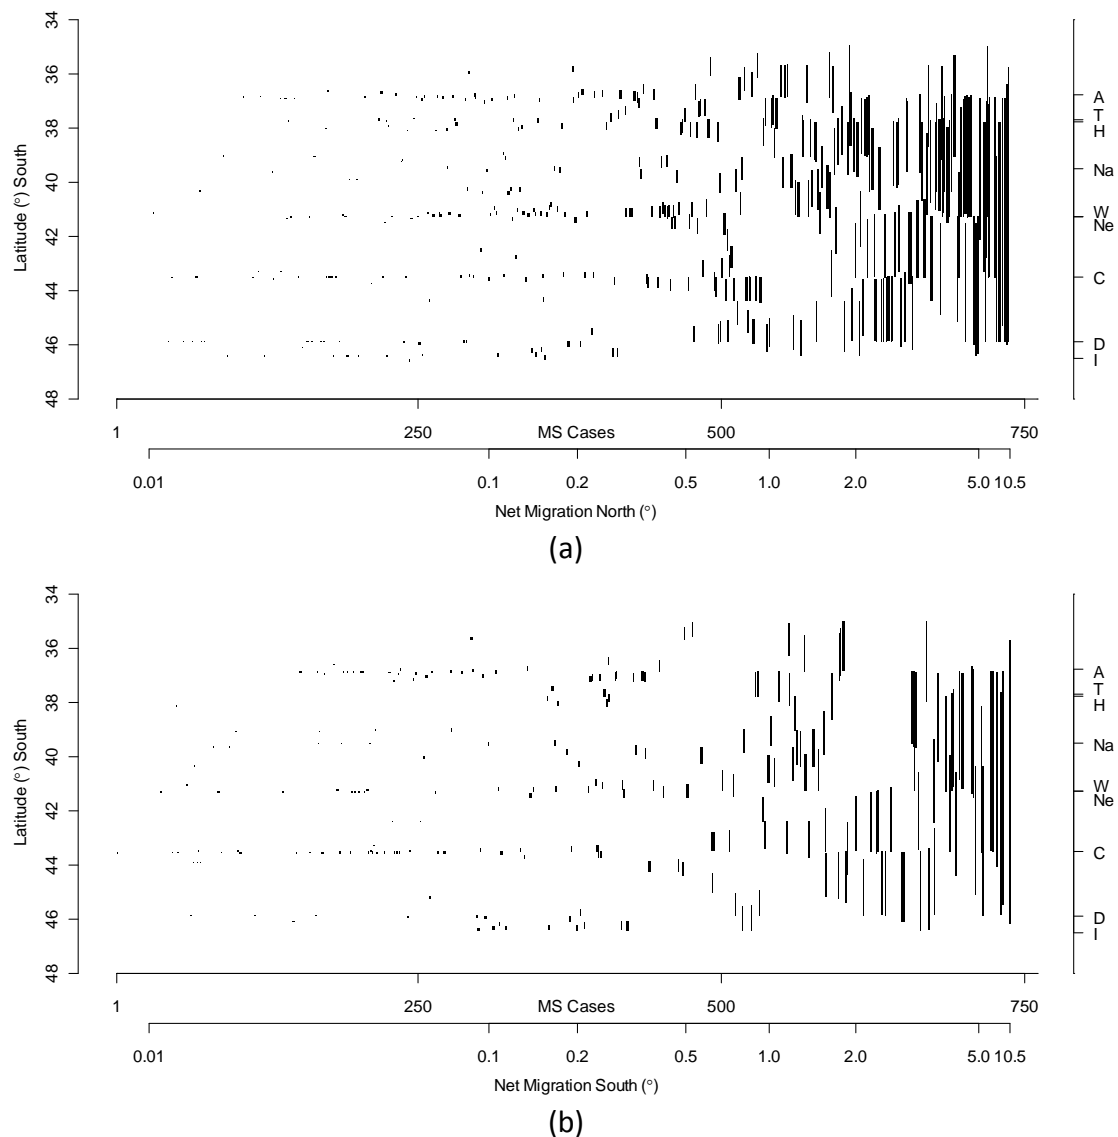 34
36
38
40
42
44
46
48
Latitude (°) South
A
T
H
Na
W
Ne
C
D
I
1 250 MS Cases 500 750
0.01 0.1 0.2 0.5 1.0 2.0 5.0 10.5
Net Migration North (°)
(a)
34
36
38
40
42
44
46
48
Latitude (°) South
A
T
H
Na
W
Ne
C
D
I
1 250 MS Cases 500 750
0.01 0.1 0.2 0.5 1.0 2.0 5.0 10.5
Net Migration South (°)
(b)